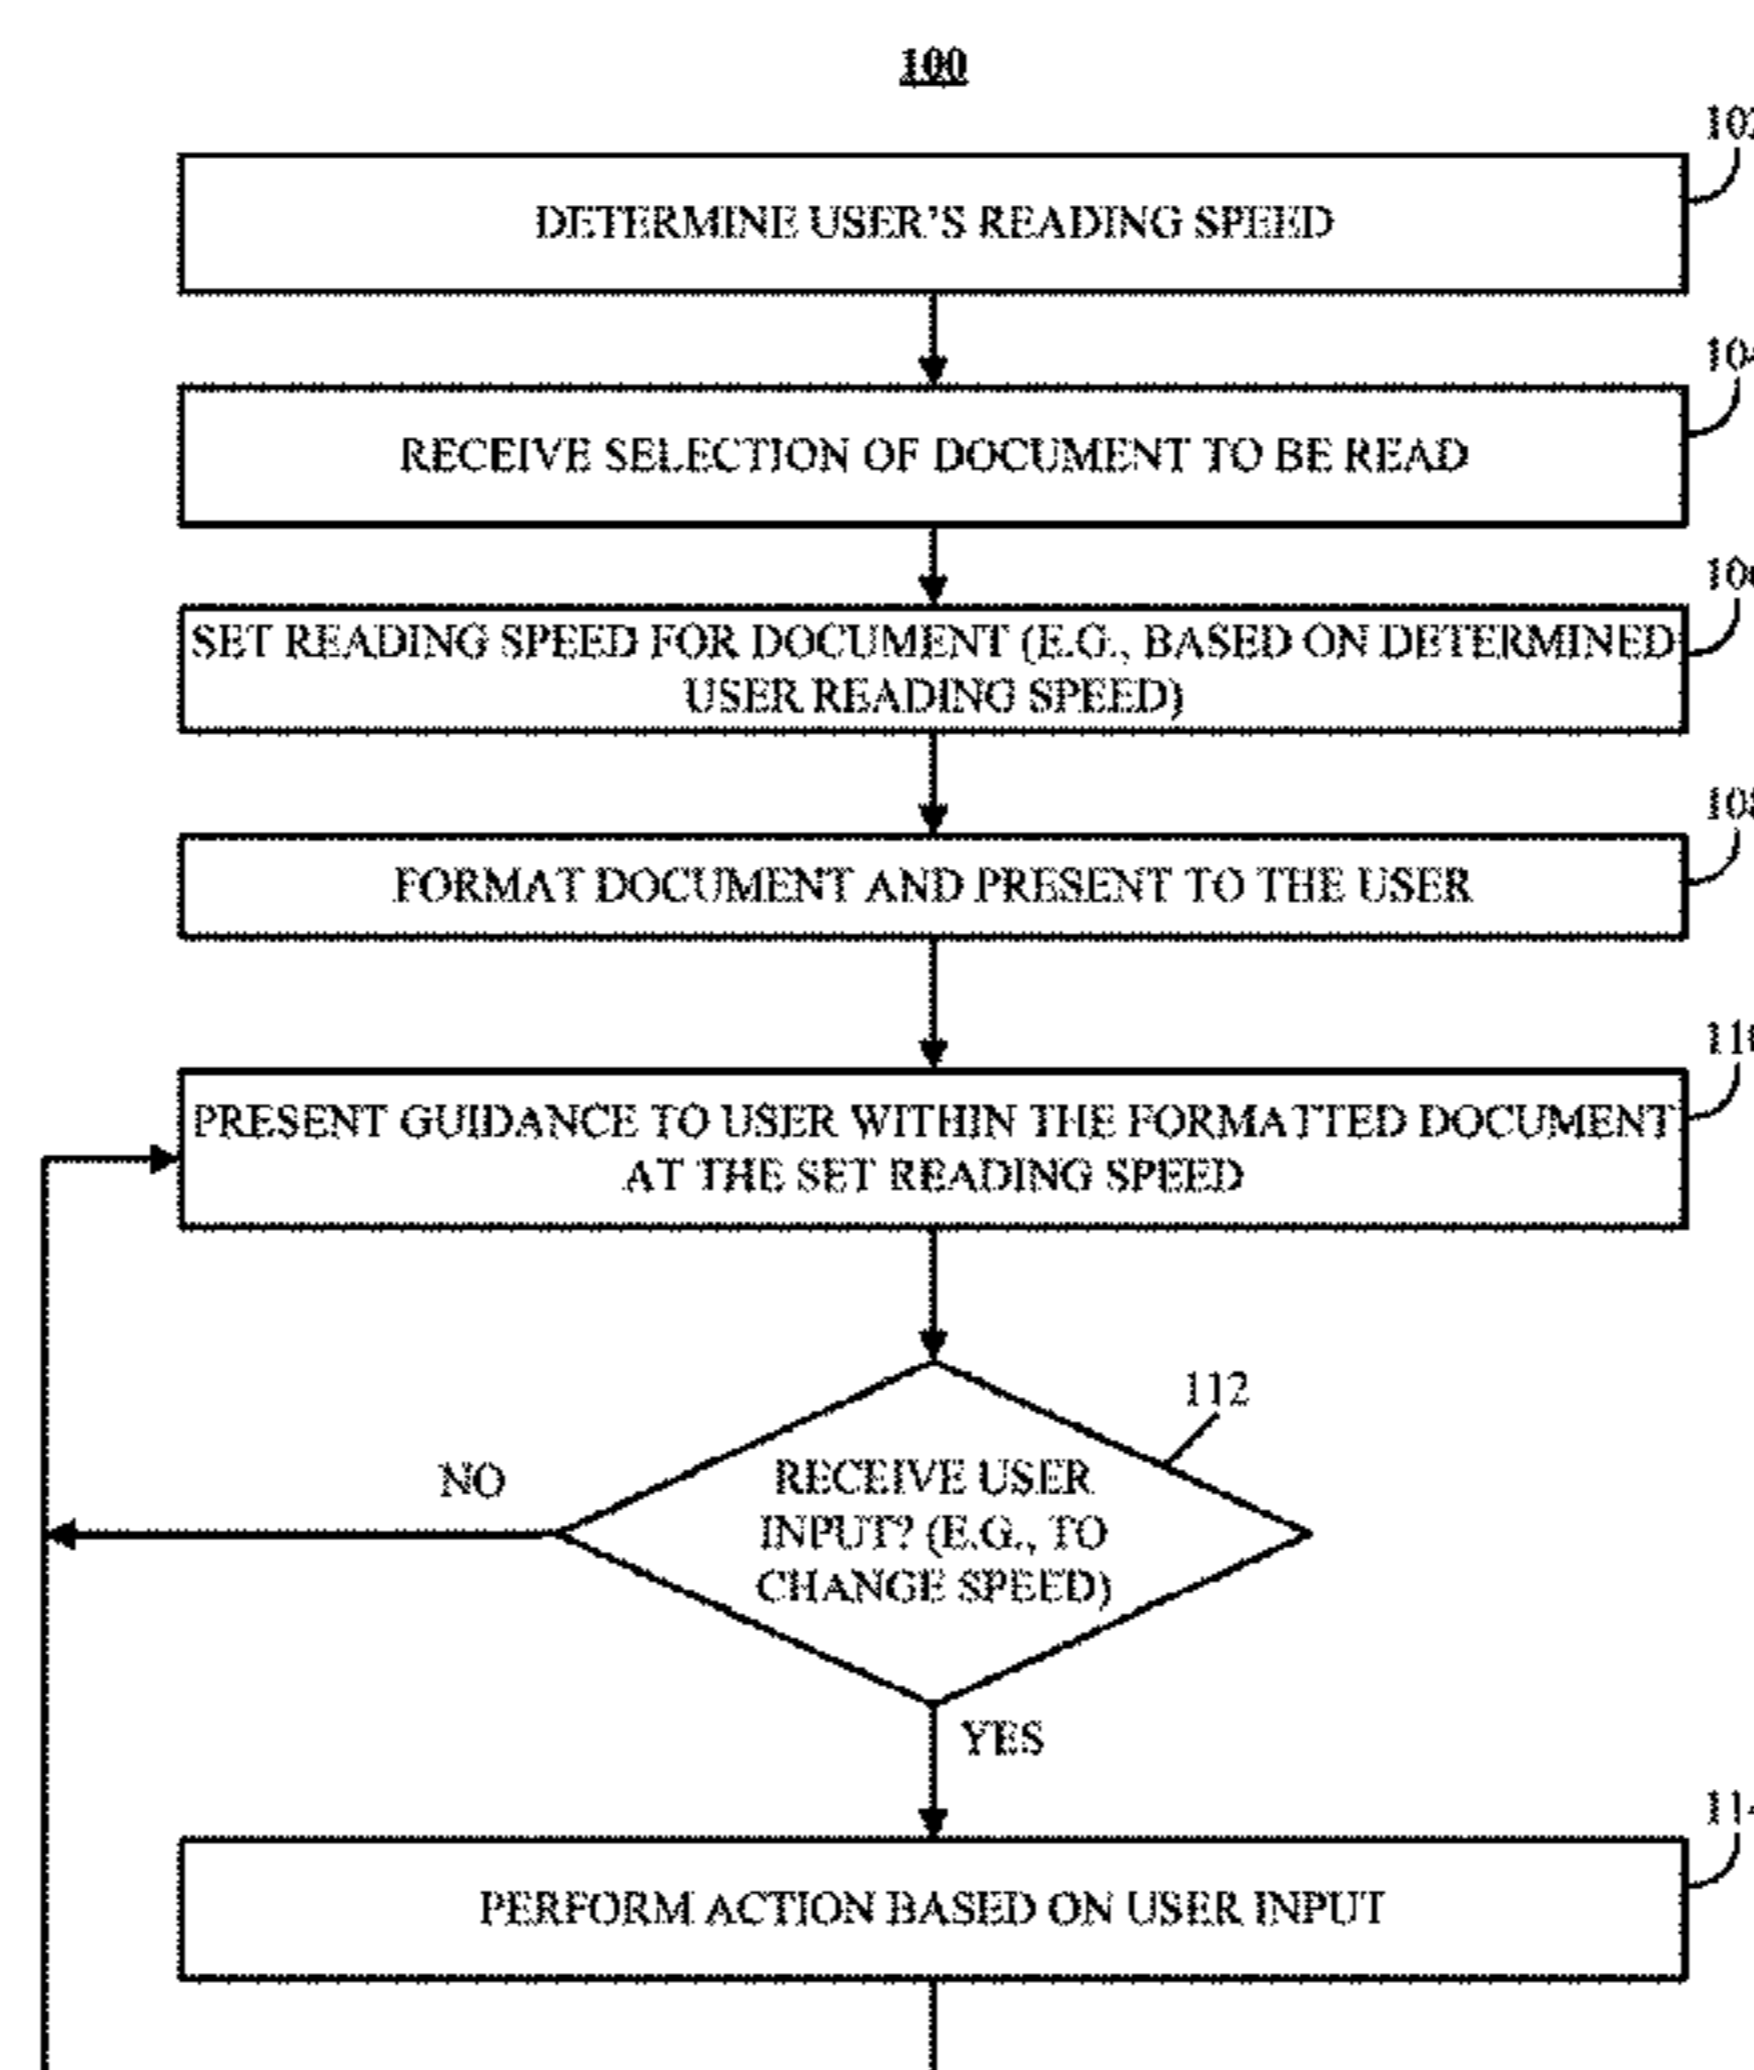 100
DETERMINE USER'S READING SPEED
RECEIVE SELECTION OF DOCUMENT TO BE READ
SET READING SPEED FOR DOCUMENT (E.G., BASED ON DETERMINED
USER READING SPEED)
FORMAT DOCUMENT AND PRESENT TO THE USER
PRESENT GUIDANCE TO USER WITHIN THE FORMATTED DOCUMENT
AT THE SET READING SPEED
112
NO
RECEIVE USER
INPUT? (E.G., TO
CHANGE SPEED)
YES
PERFORM ACTION BASED ON USER INPUT